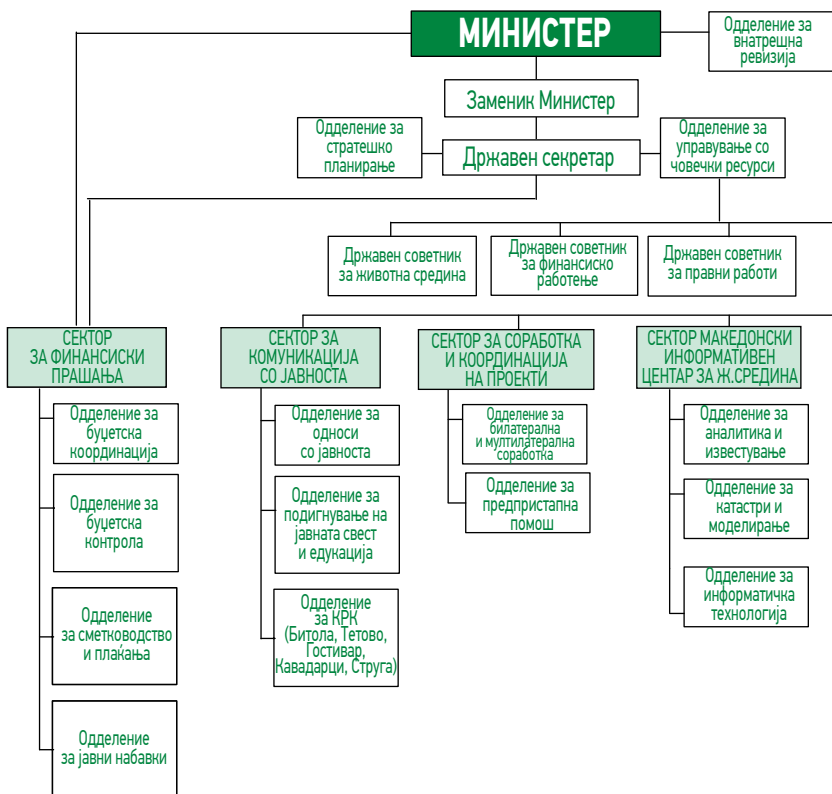 МИНИСТЕР
Одделение за
внатрешна
ревизија
Заменик Министер
Одделение за
стратешко
планирање
Државен секретар
Одделение за
управување со
човечки ресурси
Државен советник
за животна средина
Државен советник
за финансиско
работење
Државен советник
за правни работи
СЕКТОР
ЗА ФИНАНСИСКИ
ПРАШАЊА
Одделение за
буџетска
координација
Одделение за
буџетска
контрола
Одделение
за сметководство
и плаќања
Одделение
за јавни набавки
СЕКТОР ЗА
КОМУНИКАЦИЈА
СО ЈАВНОСТА
Одделение за
односи
со јавноста
Одделение за
подигнување на
јавната свест
и едукација
Одделение
за КРК
(Битола, Тетово,
Гостивар,
Кавадарци, Струга)
СЕКТОР ЗА СОРАБОТКА
И КООРДИНАЦИЈА
НА ПРОЕКТИ
Одделение за
билатерална
и мултилатерална
соработка
Одделение за
предпристапна
помош
СЕКТОР МАКЕДОНСКИ
ИНФОРМАТИВЕН
ЦЕНТАР ЗА Ж.СРЕДИНА
Одделение за
аналитика и
известување
Одделение за
катастри и
моделирање
Одделение за
информатичка
технологија